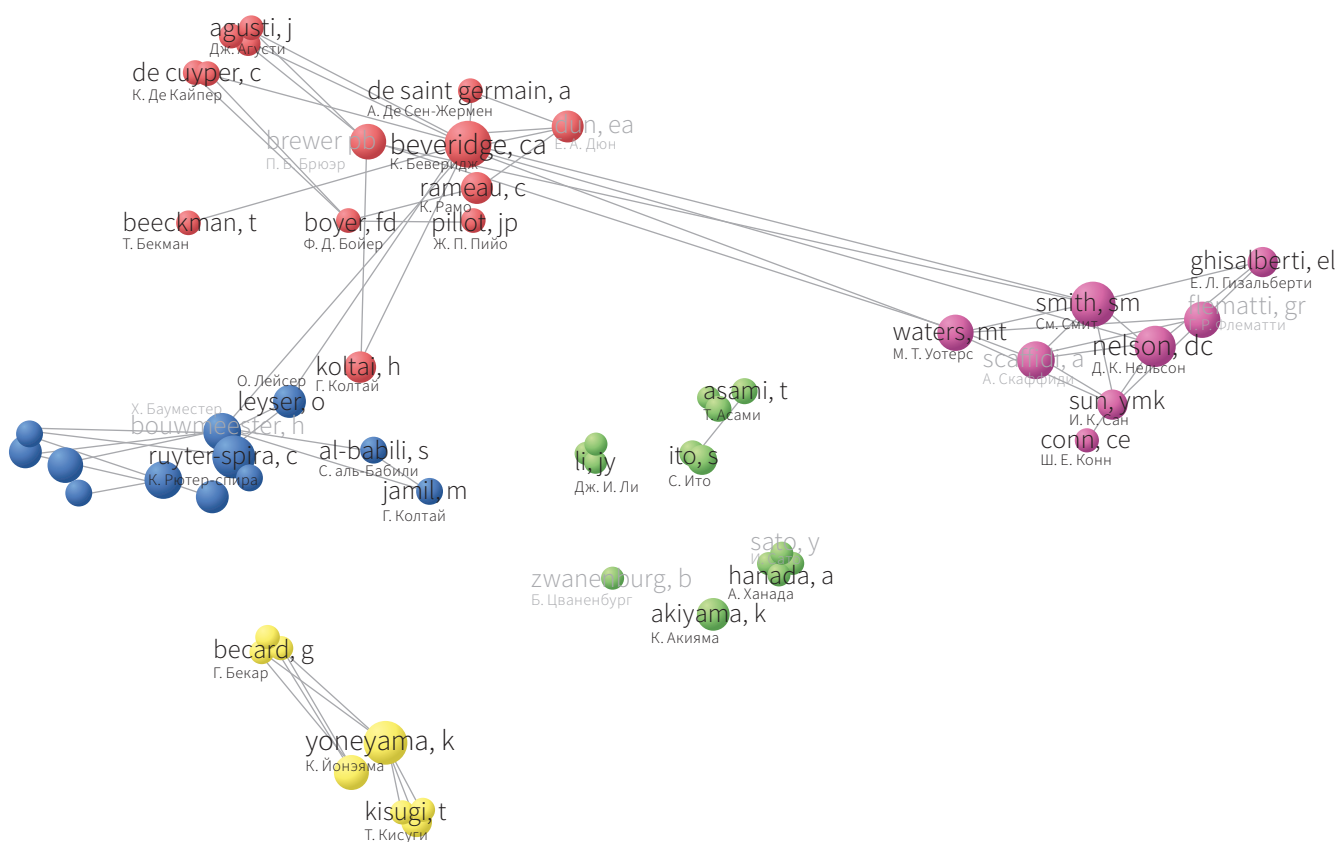 agusti, j
Дж. Агусти
de cuyper, c
К. Де Кайпер
de saint germain, a
А. Де Сен-Жермен
brewer pb
П. Б. Брюэр
beveridge, ca
К. Беверидж
dun, ea
Е. А. Дюн
rameau, c
К. Рамо
beeckman, t
Т. Бекман
boyer, fd
Ф. Д. Бойер
pillot, jp
Ж. П. Пийо
ghisalberti, el
Е. Л. Гизальберти
smith, sm
См. Смит
flematti, gr
Г. Р. Флематти
waters, mt
М. Т. Уотерс
scaffidi, a
А. Скаффиди
nelson, dc
Д. К. Нельсон
sun, ymk
И. К. Сан
conn, ce
Ш. Е. Конн
koltai, h
Г. Колтай
О. Лейсер
leyser, o
Х. Бауместер
bouwmeester, h
ruyter-spira, c
К. Рютер-спира
al-babili, s
С. аль-Бабили
jamil, m
Г. Колтай
asami, t
Т. Асами
li, jy
Дж. И. Ли
ito, s
С. Ито
sato, y
hanada, a
А. Ханада
zwanenburg, b
Б. Цваненбург
akiyama, k
К. Акияма
becard, g
Г. Бекар
yoneyama, k
К. Йонэяма
kisugi, t
Т. Кисуги